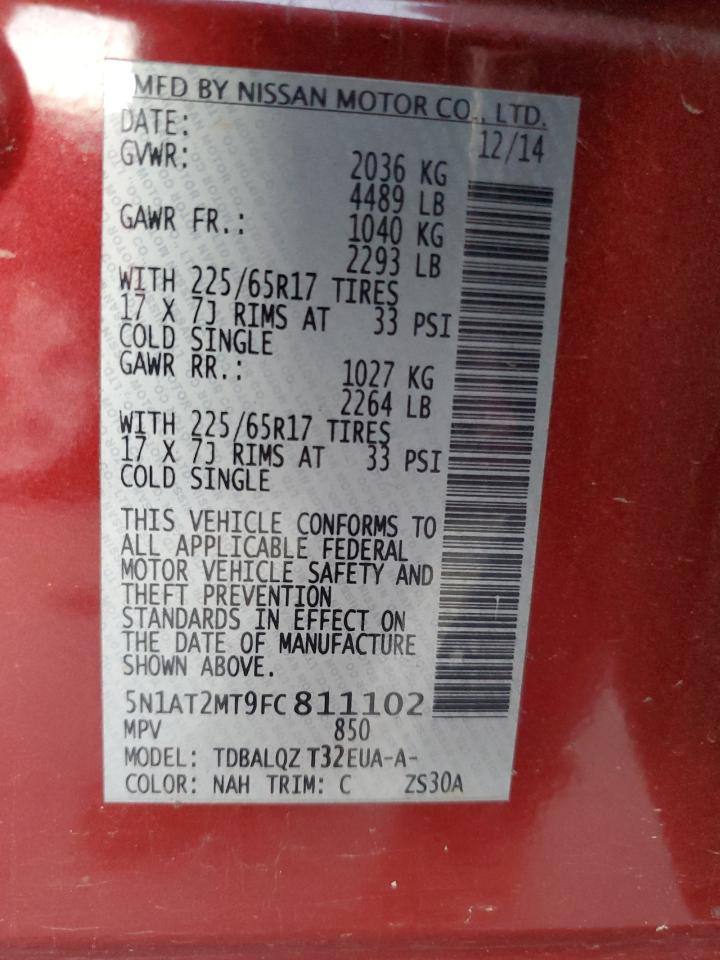 MFD BY NISSAN MOTOR CO., LTD.
DATE: 12/14
GVWR: 2036 KG
4489 LB
GAWR FR.: 1040 KG
2293 LB
WITH 225/65R17 TIRES
17 X 7J RIMS AT 33 PSI
COLD SINGLE
GAWR RR.: 1027 KG
2264 LB
WITH 225/65R17 TIRES
17 X 7J RIMS AT 33 PSI
COLD SINGLE
THIS VEHICLE CONFORMS TO
ALL APPLICABLE FEDERAL
MOTOR VEHICLE SAFETY AND
THEFT PREVENTION
STANDARDS IN EFFECT ON
THE DATE OF MANUFACTURE
SHOWN ABOVE.
5N1AT2MT9FC811102
MPV 850
MODEL: TDBALQZ T32EUA-A-
COLOR: NAH TRIM: C ZS30A